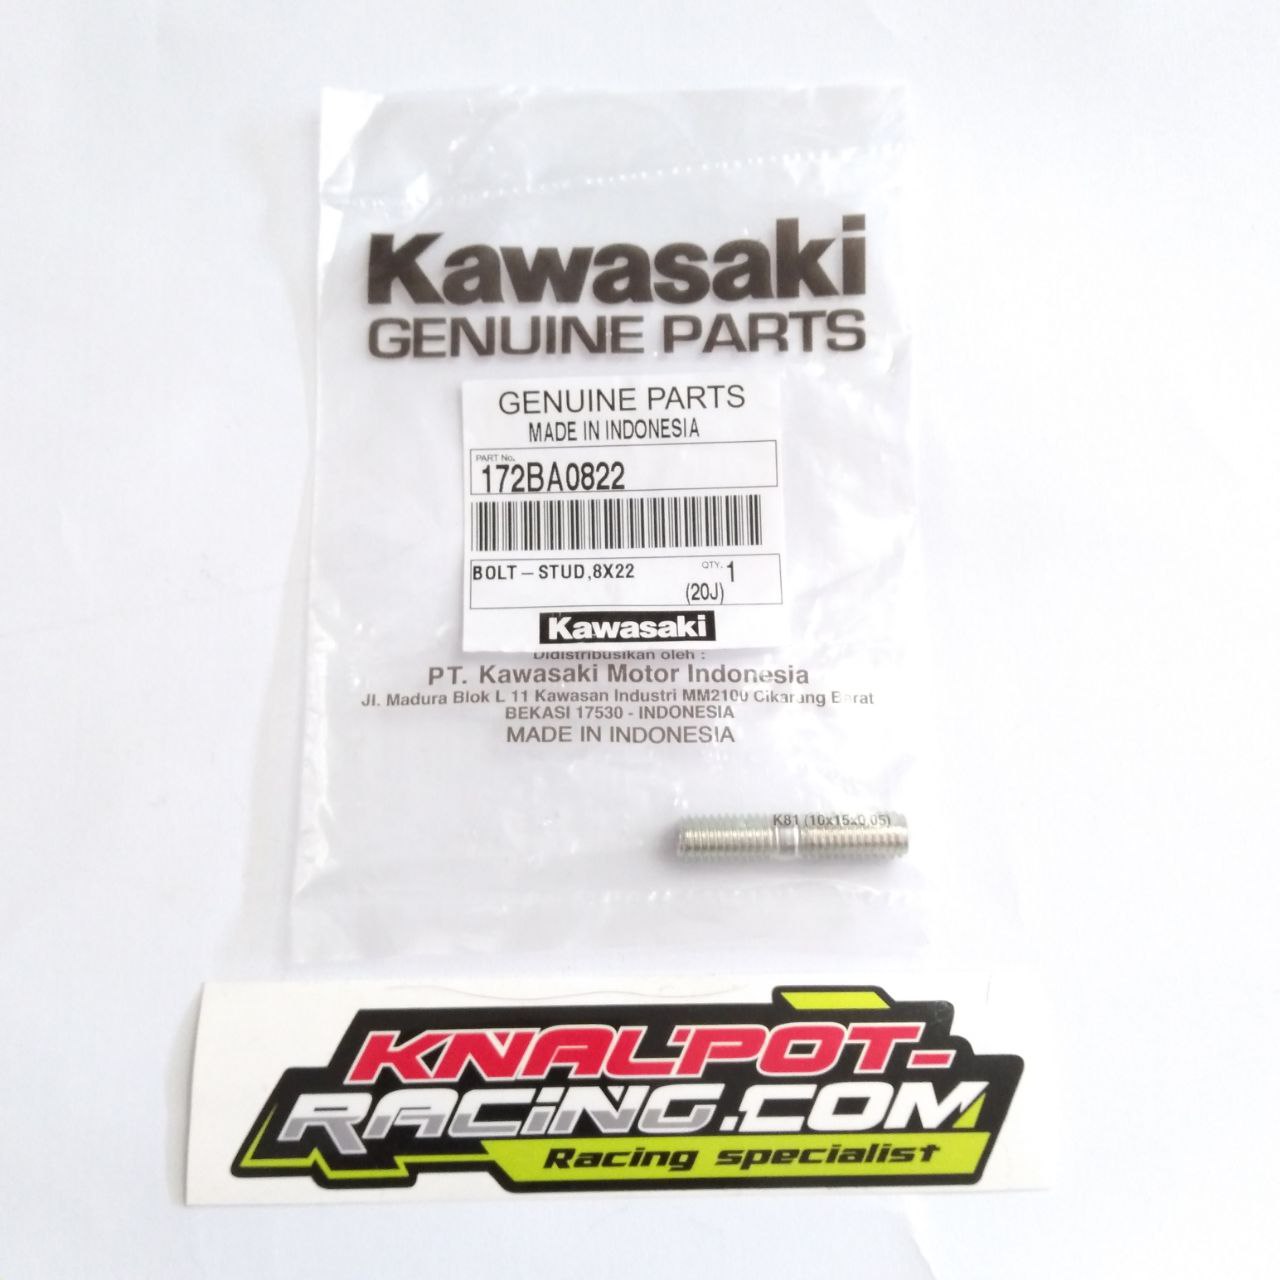 Kawasaki
GENUINE PARTS
GENUINE PARTS
MADE IN INDONESIA
PART No.
172BA0822
BOLT – STUD,8X22
QTY. 1
(20J)
Kawasaki
Didistribusikan oleh :
PT. Kawasaki Motor Indonesia
Jl. Madura Blok L 11 Kawasan Industri MM2100 Cikarang Barat
BEKASI 17530 - INDONESIA
MADE IN INDONESIA
K81 (10x15x0,05)
KNALPOT-
RACiNG.COM
Racing specialist